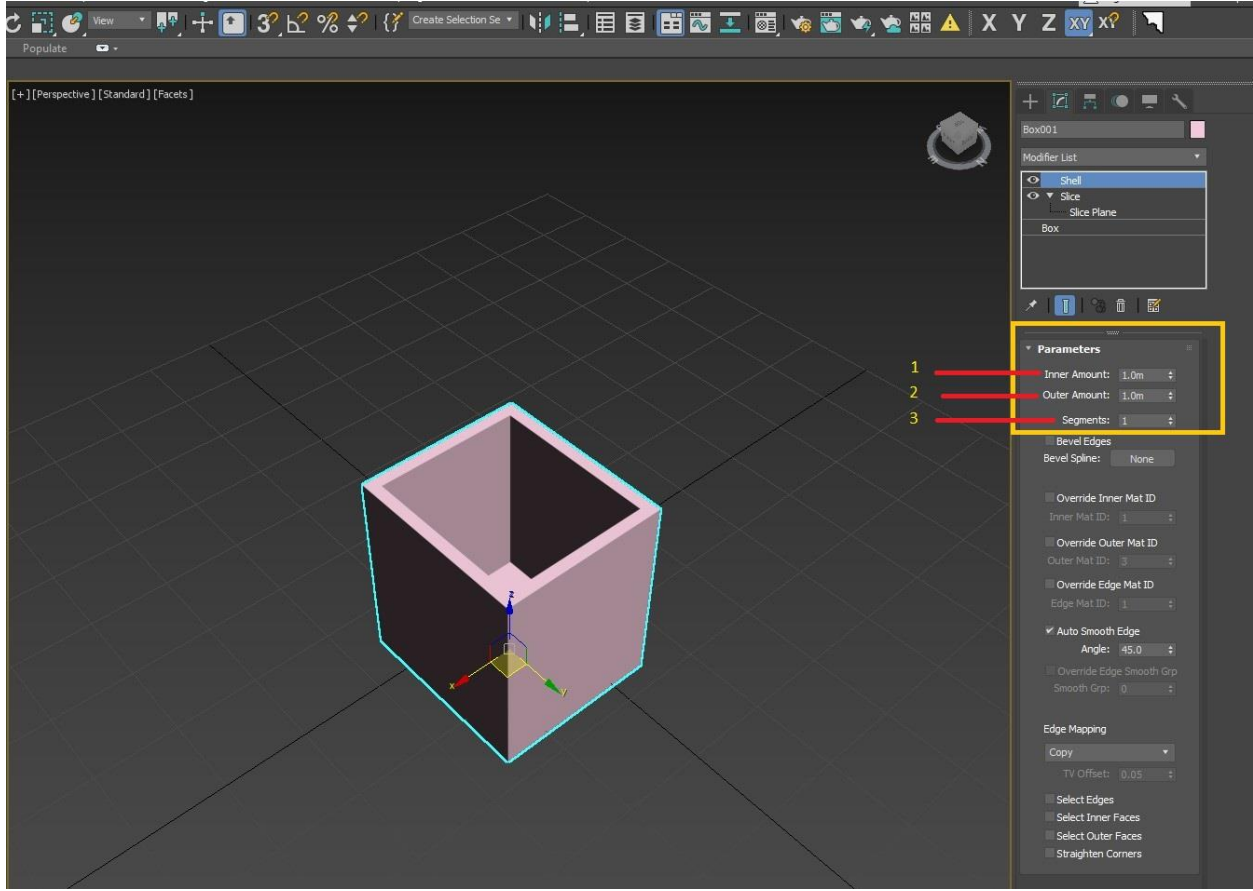 View
Create Selection Se
X Y Z XY
Populate
[+] [Perspective] [Standard] [Facets]
Box001
Modifier List
Shell
Slice
Slice Plane
Box
Parameters
1
Inner Amount: 1.0m
2
Outer Amount: 1.0m
3
Segments: 1
Bevel Edges
Bevel Spline: None
Override Inner Mat ID
Inner Mat ID: 1
Override Outer Mat ID
Outer Mat ID: 3
Override Edge Mat ID
Edge Mat ID: 1
Auto Smooth Edge
Angle: 45.0
Override Edge Smooth Grp
Smooth Grp: 0
Edge Mapping
Copy
TV Offset: 0.05
Select Edges
Select Inner Faces
Select Outer Faces
Straighten Corners
z
x
y